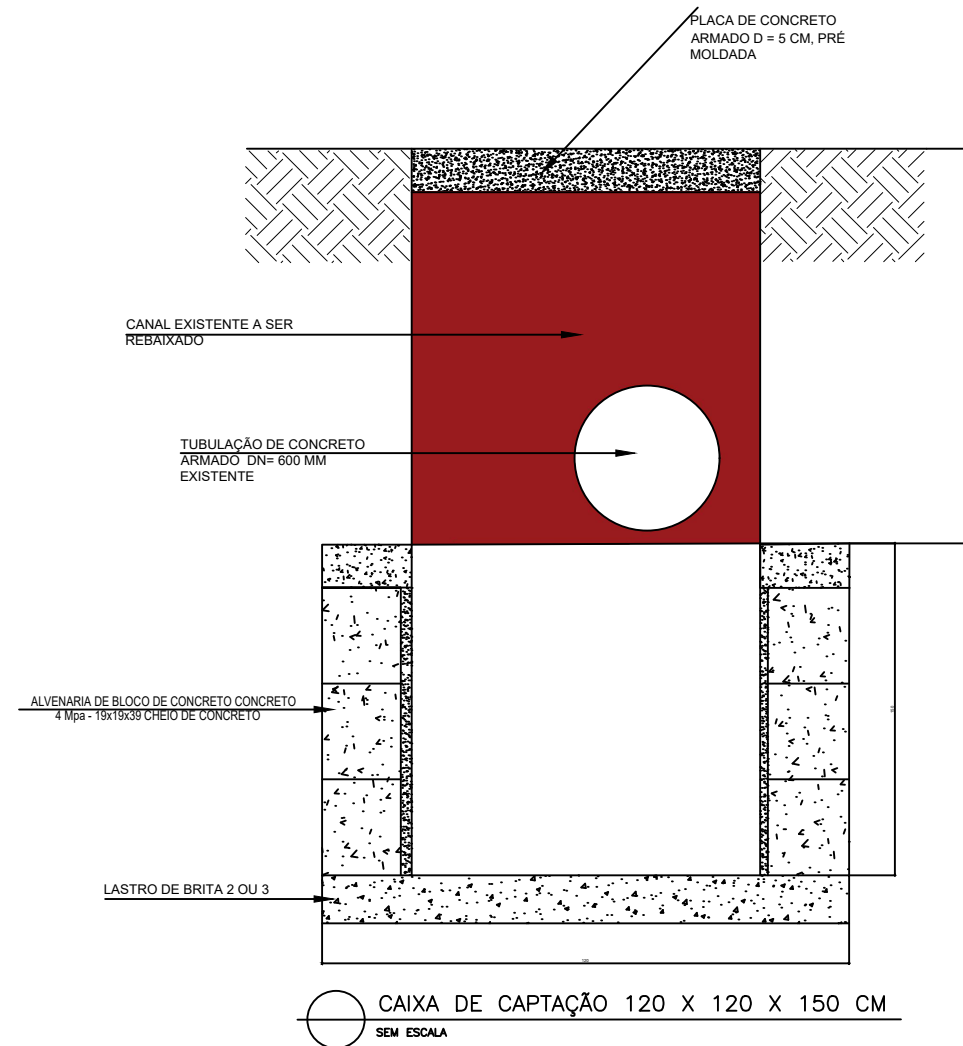 PLACA DE CONCRETO
ARMADO D = 5 CM, PRÉ
MOLDADA
CANAL EXISTENTE A SER
REBAIXADO
TUBULAÇÃO DE CONCRETO
ARMADO DN= 600 MM
EXISTENTE
ALVENARIA DE BLOCO DE CONCRETO CONCRETO
4 Mpa - 19x19x39 CHEIO DE CONCRETO
LASTRO DE BRITA 2 OU 3
CAIXA DE CAPTAÇÃO 120 X 120 X 150 CM
SEM ESCALA